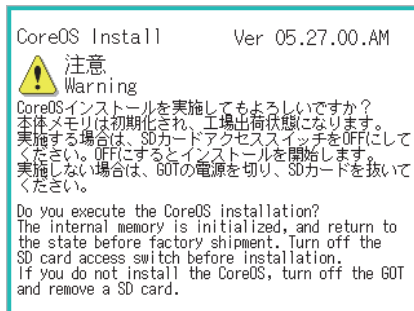 CoreOS Install Ver 05.27.00.AM
注意
Warning
CoreOSインストールを実施してもよろしいですか？
本体メモリは初期化され、工場出荷状態になります。
実施する場合は、SDカードアクセススイッチをOFFにして
ください。OFFにするとインストールを開始します。
実施しない場合は、GOTの電源を切り、SDカードを抜いて
ください。
Do you execute the CoreOS installation?
The internal memory is initialized, and return to
the state before factory shipment. Turn off the
SD card access switch before installation.
If you do not install the CoreOS, turn off the GOT
and remove a SD card.